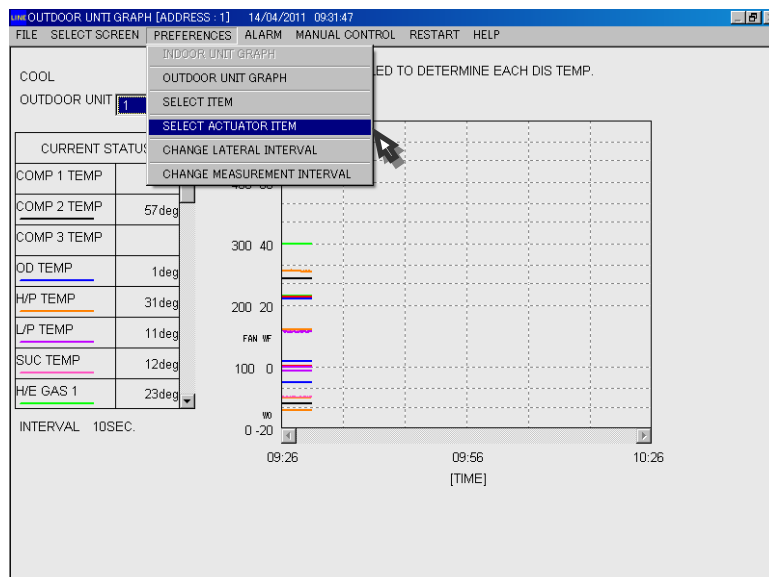 LINE OUTDOOR UNTI GRAPH [ADDRESS : 1] 14/04/2011 09:31:47
FILE SELECT SCREEN PREFERENCES ALARM MANUAL CONTROL RESTART HELP
INDOOR UNIT GRAPH
OUTDOOR UNIT GRAPH
SELECT ITEM
SELECT ACTUATOR ITEM
CHANGE LATERAL INTERVAL
CHANGE MEASUREMENT INTERVAL
COOL
ED TO DETERMINE EACH DIS TEMP.
OUTDOOR UNIT 1
CURRENT STATUS
COMP 1 TEMP
COMP 2 TEMP 57deg
COMP 3 TEMP
OD TEMP 1deg
H/P TEMP 31deg
L/P TEMP 11deg
SUC TEMP 12deg
H/E GAS 1 23deg
INTERVAL 10SEC.
300 40
200 20
FAN WF
100 0
WO
0 -20
09:26 09:56 10:26
[TIME]